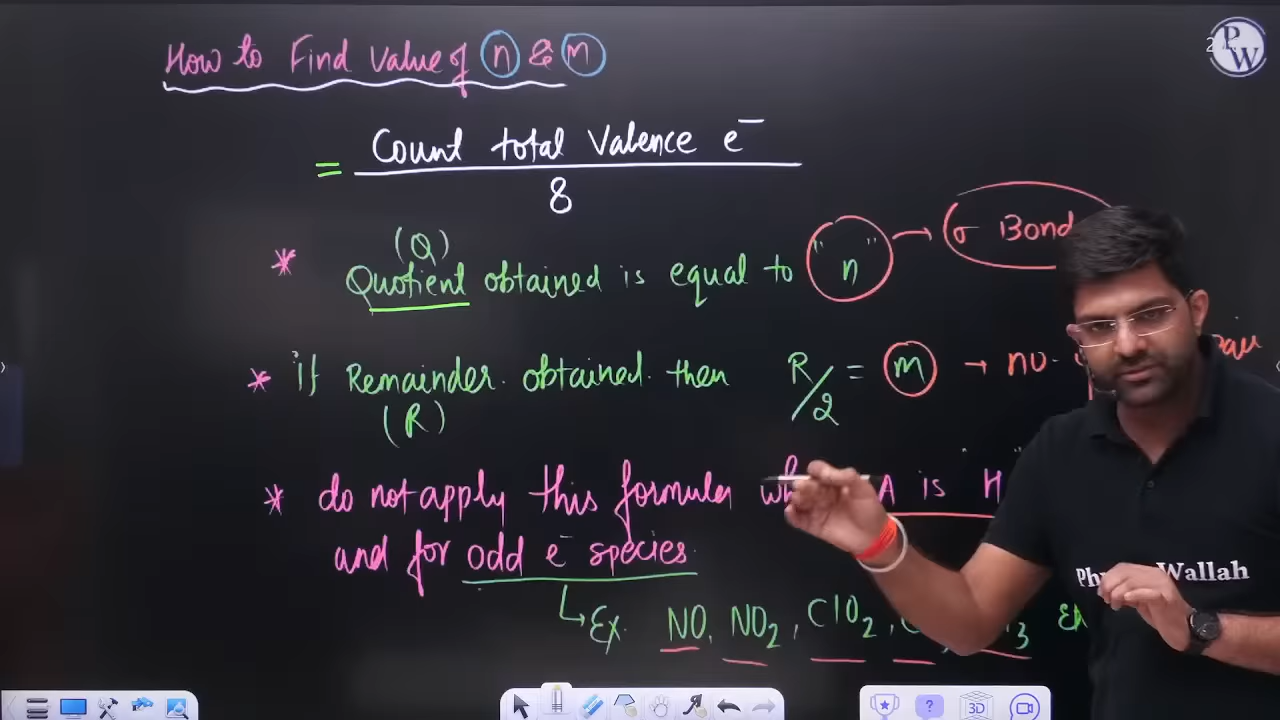 How to Find Value of n & m
PW
= Count total Valence e⁻
8
(Q)
* Quotient obtained is equal to "n" → σ Bond
* if Remainder obtained then R/2 = m → no.
(R)
* do not apply this formula A is H
and for odd e⁻ species.
↳ Ex. NO, NO₂, ClO₂,
Wallah
3D